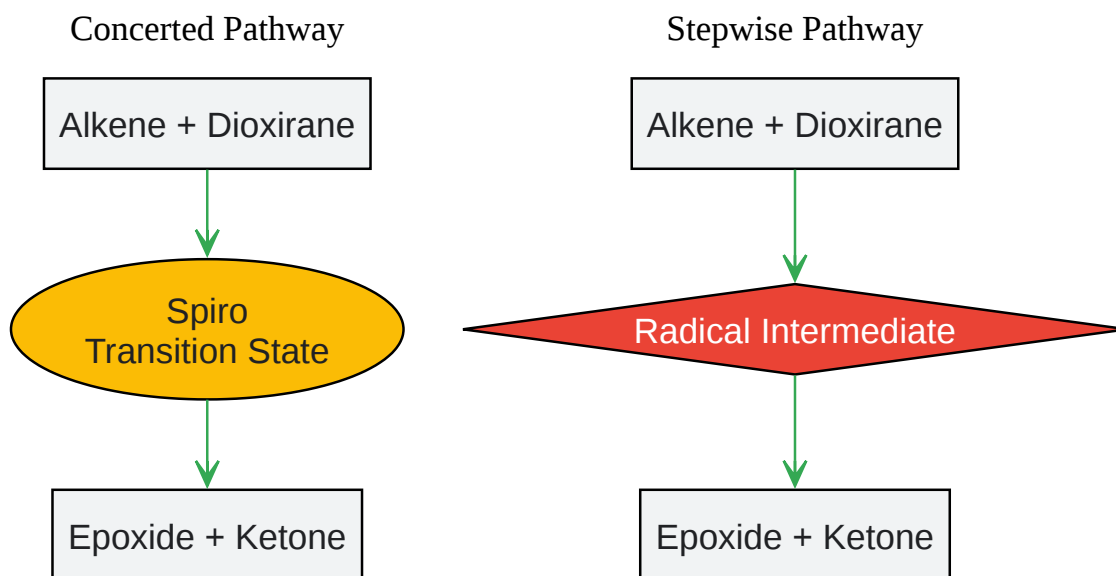 Concerted Pathway
Alkene + Dioxirane
Spiro
Transition State
Epoxide + Ketone
Stepwise Pathway
Alkene + Dioxirane
Radical Intermediate
Epoxide + Ketone